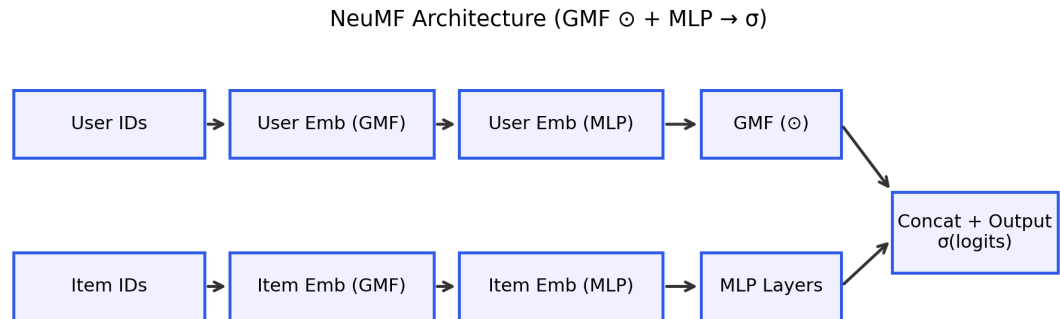 NeuMF Architecture (GMF ⊙ + MLP → σ)
User IDs
User Emb (GMF)
User Emb (MLP)
GMF (⊙)
Concat + Output
σ(logits)
Item IDs
Item Emb (GMF)
Item Emb (MLP)
MLP Layers